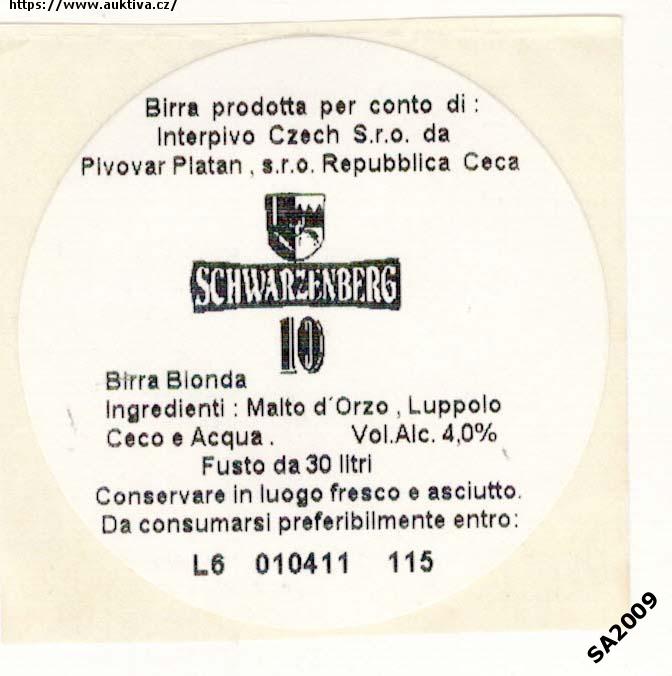 https://www.auktiva.cz/
Birra prodotta per conto di :
Interpivo Czech S.r.o. da
Pivovar Platan , s.r.o. Repubblica Ceca
SCHWARZENBERG
10
Birra Bionda
Ingredienti : Malto d´Orzo , Luppolo
Ceco e Acqua . Vol.Alc. 4,0%
Fusto da 30 litri
Conservare in luogo fresco e asciutto.
Da consumarsi preferibilmente entro:
L6 010411 115
SA2009